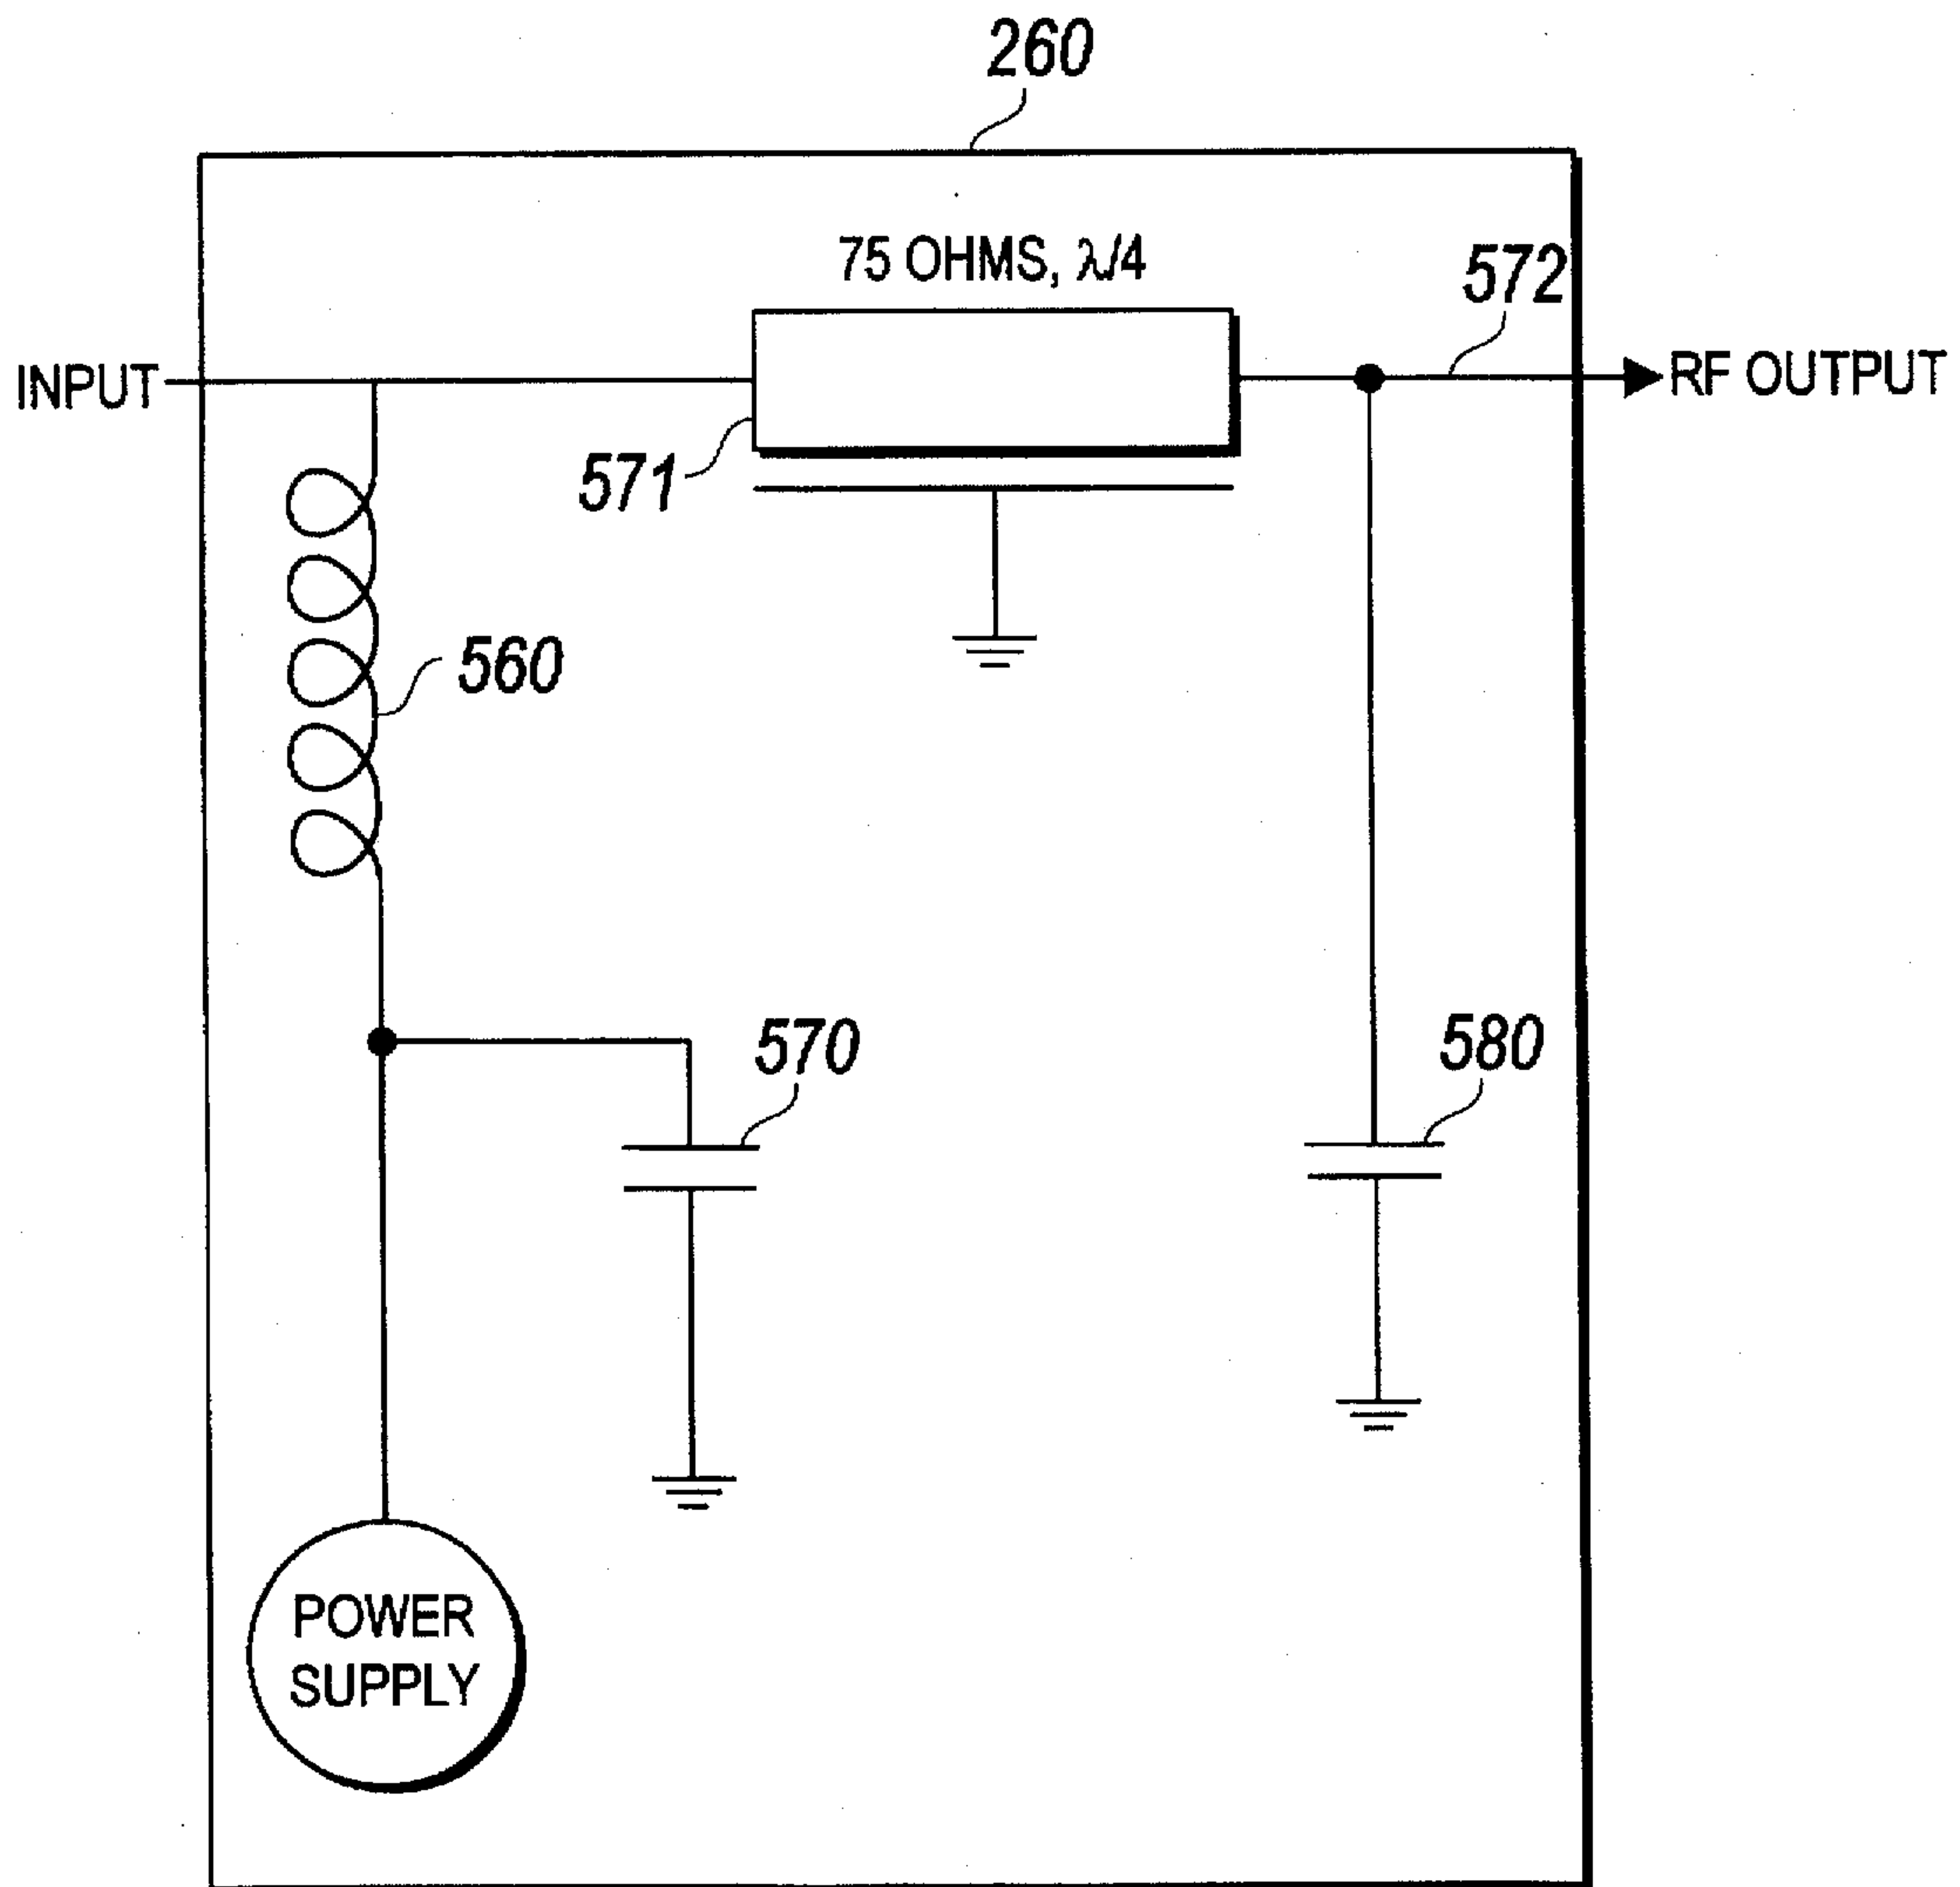 260
75 OHMS, λ/4
572
INPUT
RF OUTPUT
571
560
570
580
POWER
SUPPLY